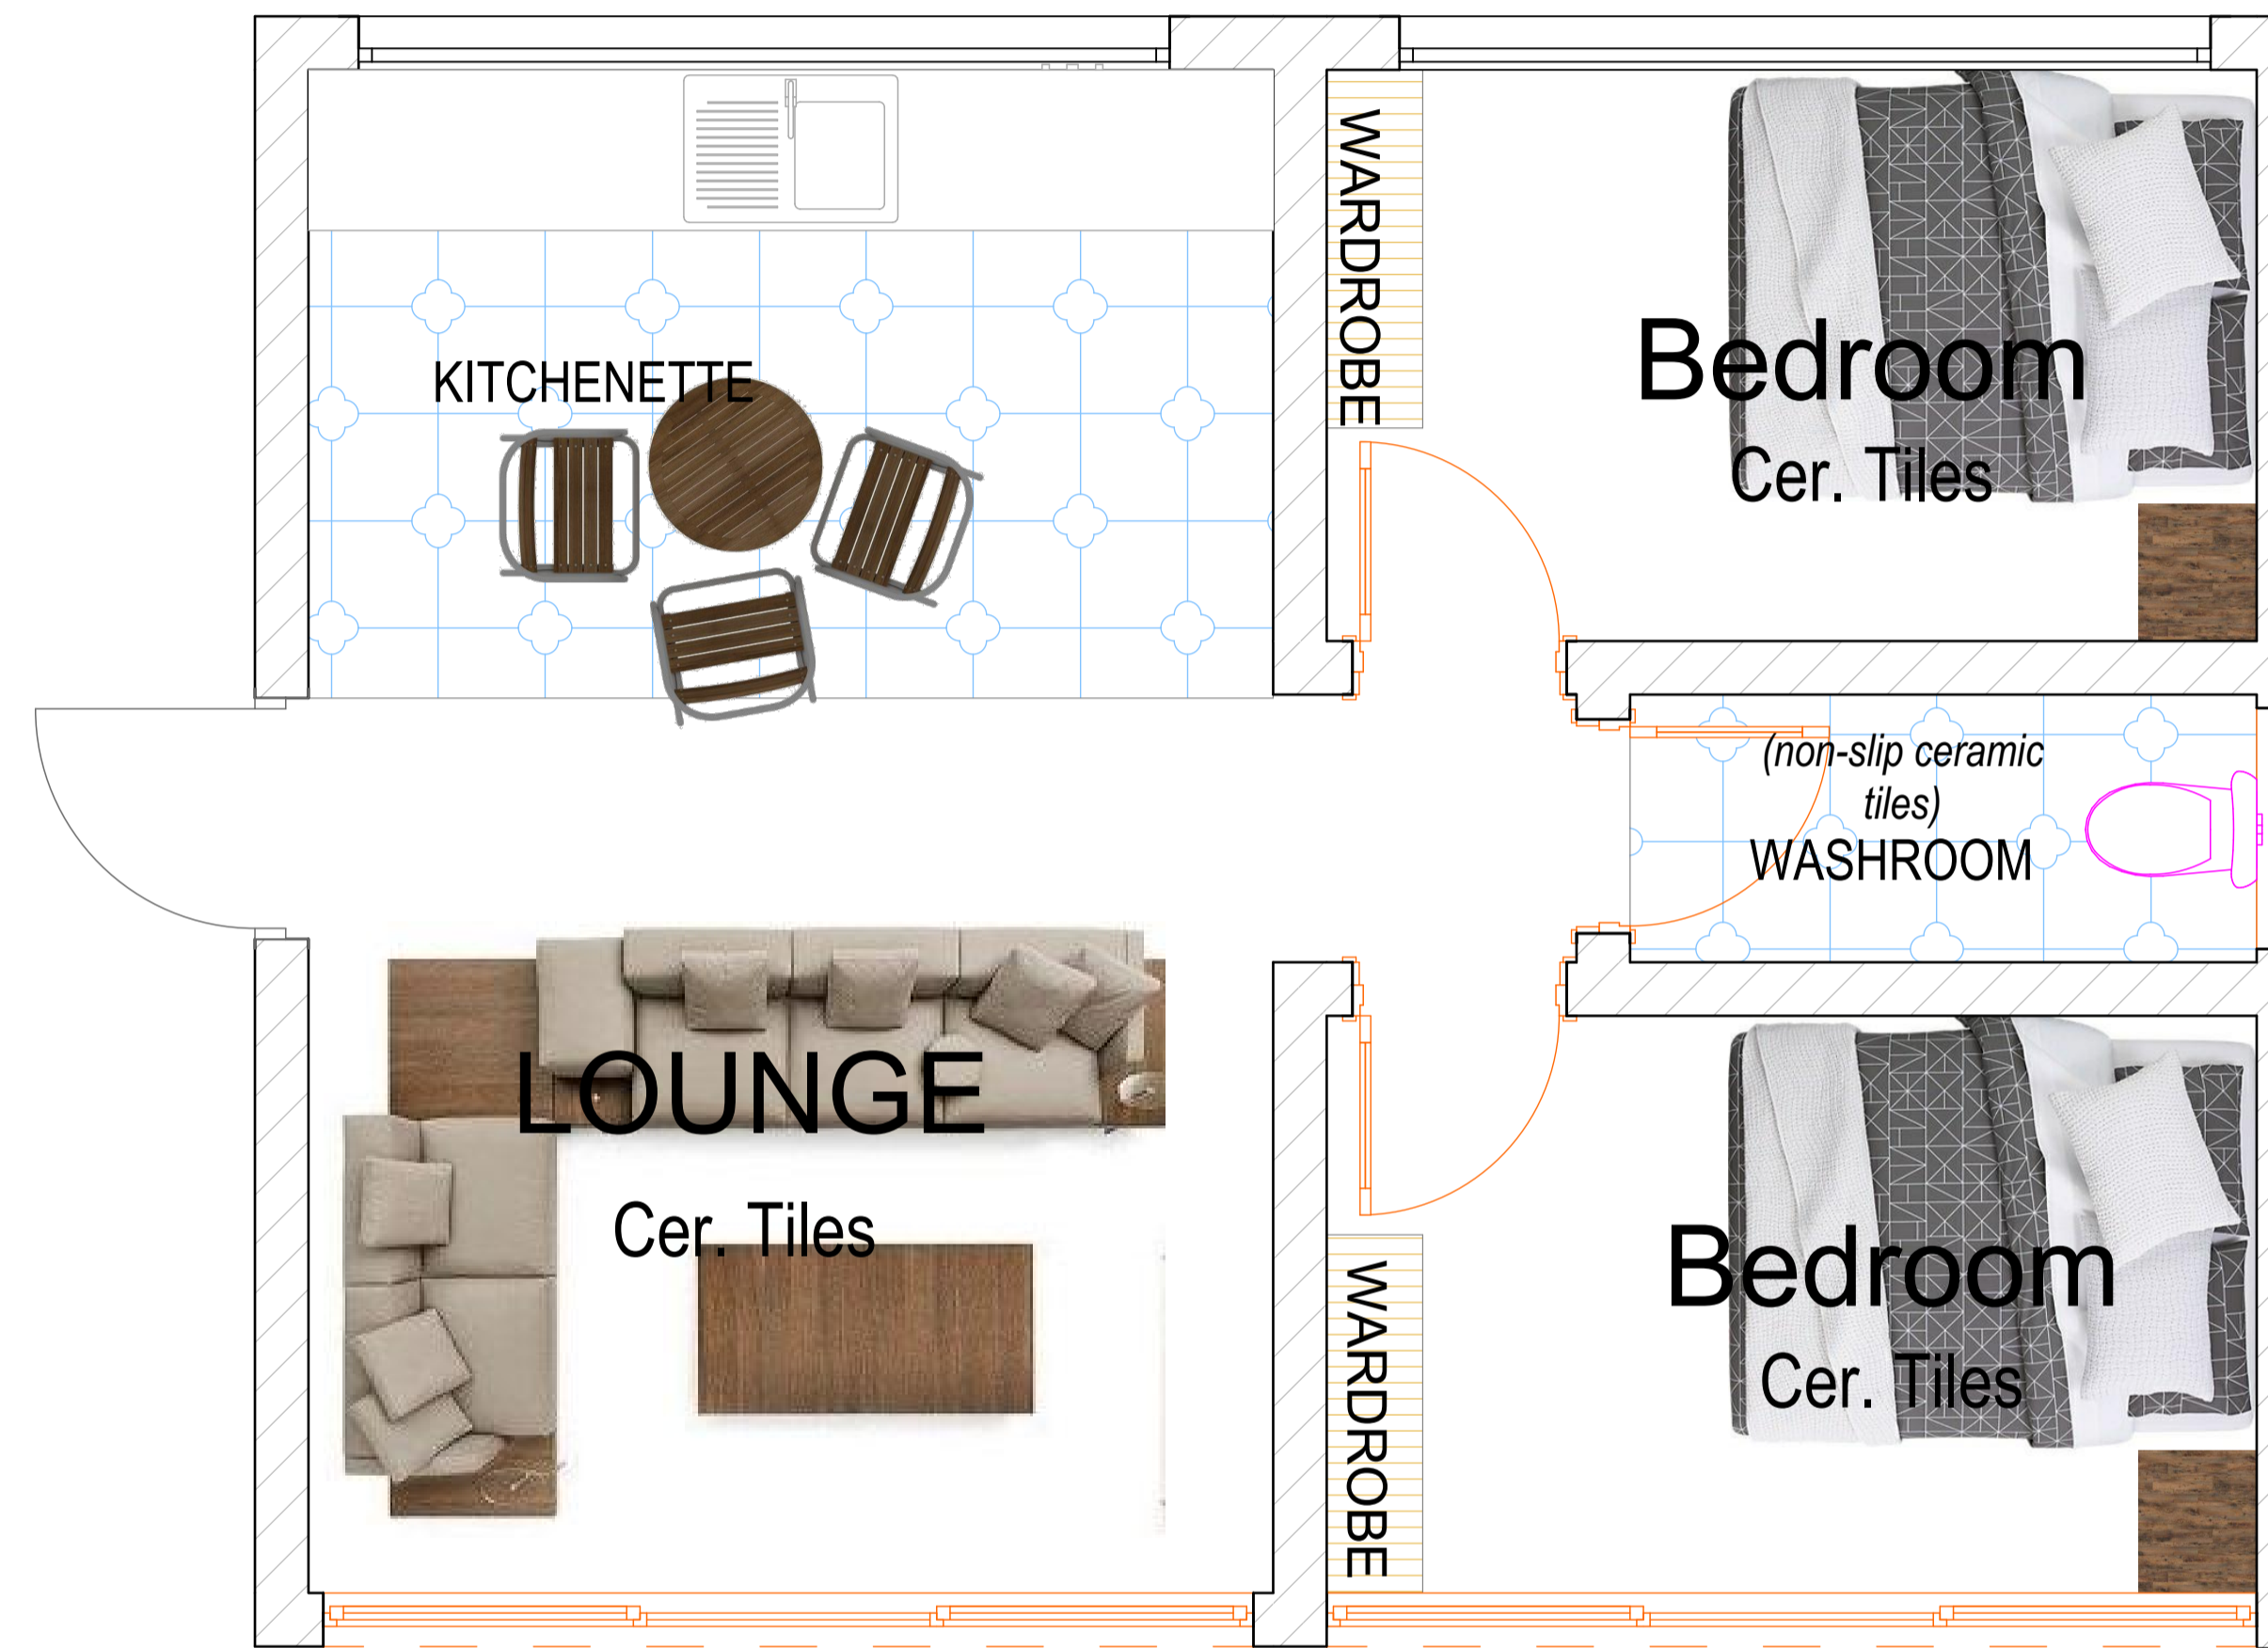 WARDROBE
Bedroom
Cer. Tiles
KITCHENETTE
(non-slip ceramic
tiles)
WASHROOM
LOUNGE
Cer. Tiles
WARDROBE
Bedroom
Cer. Tiles